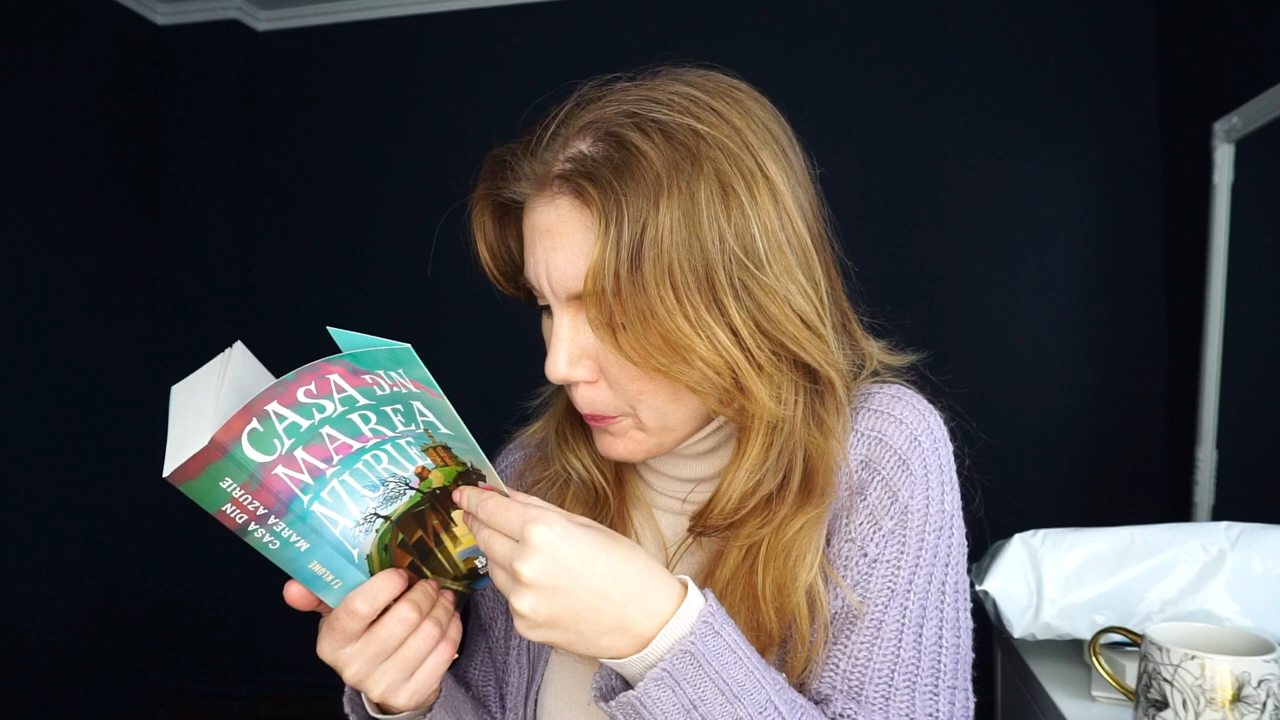 CASA DIN
MAREA
AZURIE
CASA DIN
MAREA AZURIE
TJ KLUNE